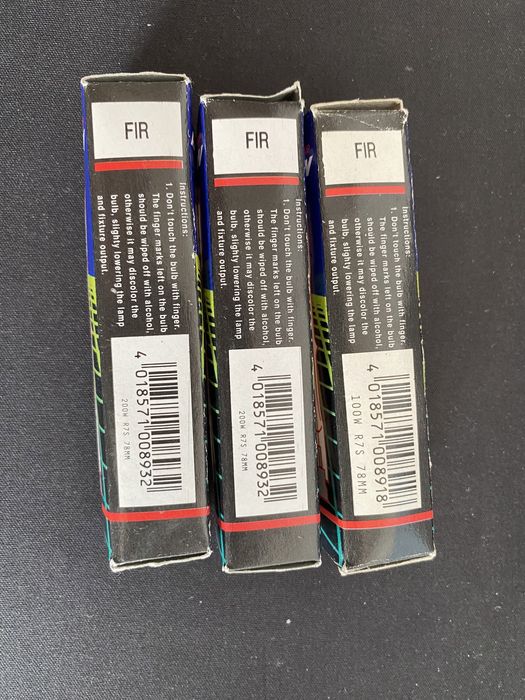 FIR
Instructions:
1. Don't touch the bulb with finger.
The finger marks left on the bulb
should be wiped off with alcohol,
otherwise it may discolor the
bulb, slighty lowering the lamp
and fixture output.
4 018571 008932
200W R7S 78MM
FIR
Instructions:
1. Don't touch the bulb with finger.
The finger marks left on the bulb
should be wiped off with alcohol,
otherwise it may discolor the
bulb, slighty lowering the lamp
and fixture output.
4 018571 008932
200W R7S 78MM
FIR
Instructions:
1. Don't touch the bulb with finger.
The finger marks left on the bulb
should be wiped off with alcohol,
otherwise it may discolor the
bulb, slighty lowering the lamp
and fixture output.
4 018571 008918
100W R7S 78MM